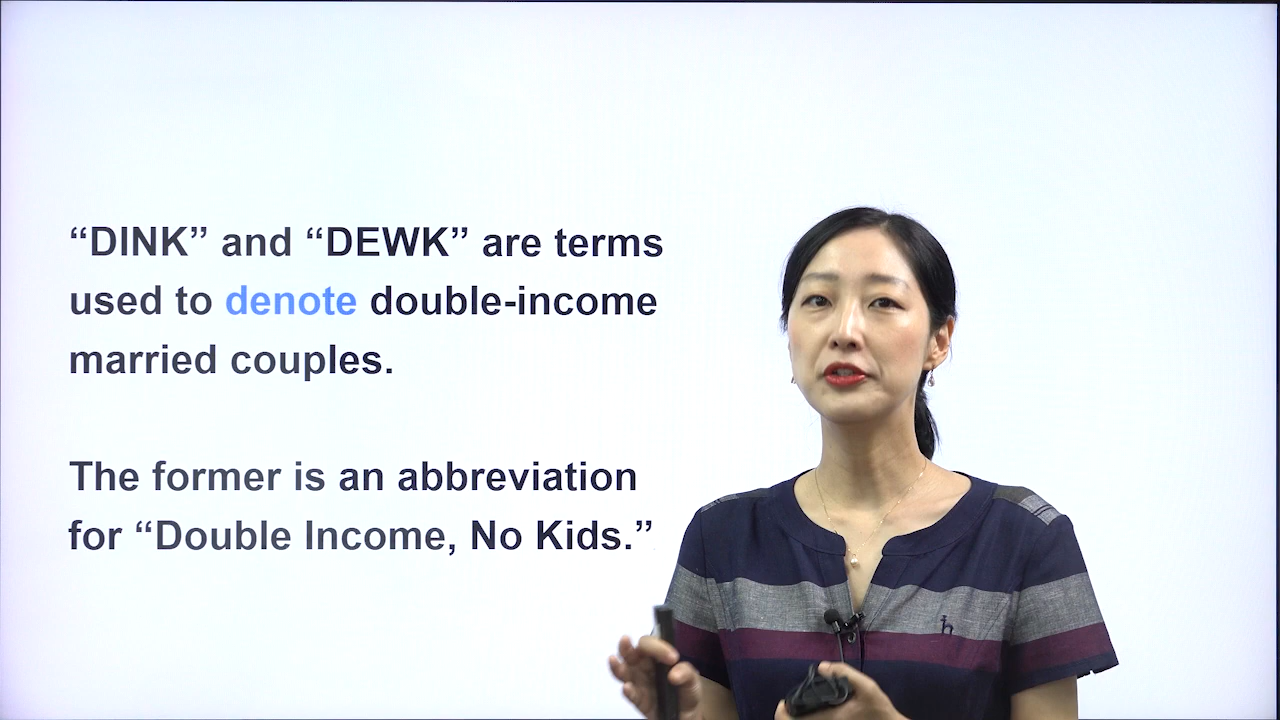 “DINK” and “DEWK” are terms
used to denote double-income
married couples.
The former is an abbreviation
for “Double Income, No Kids.”